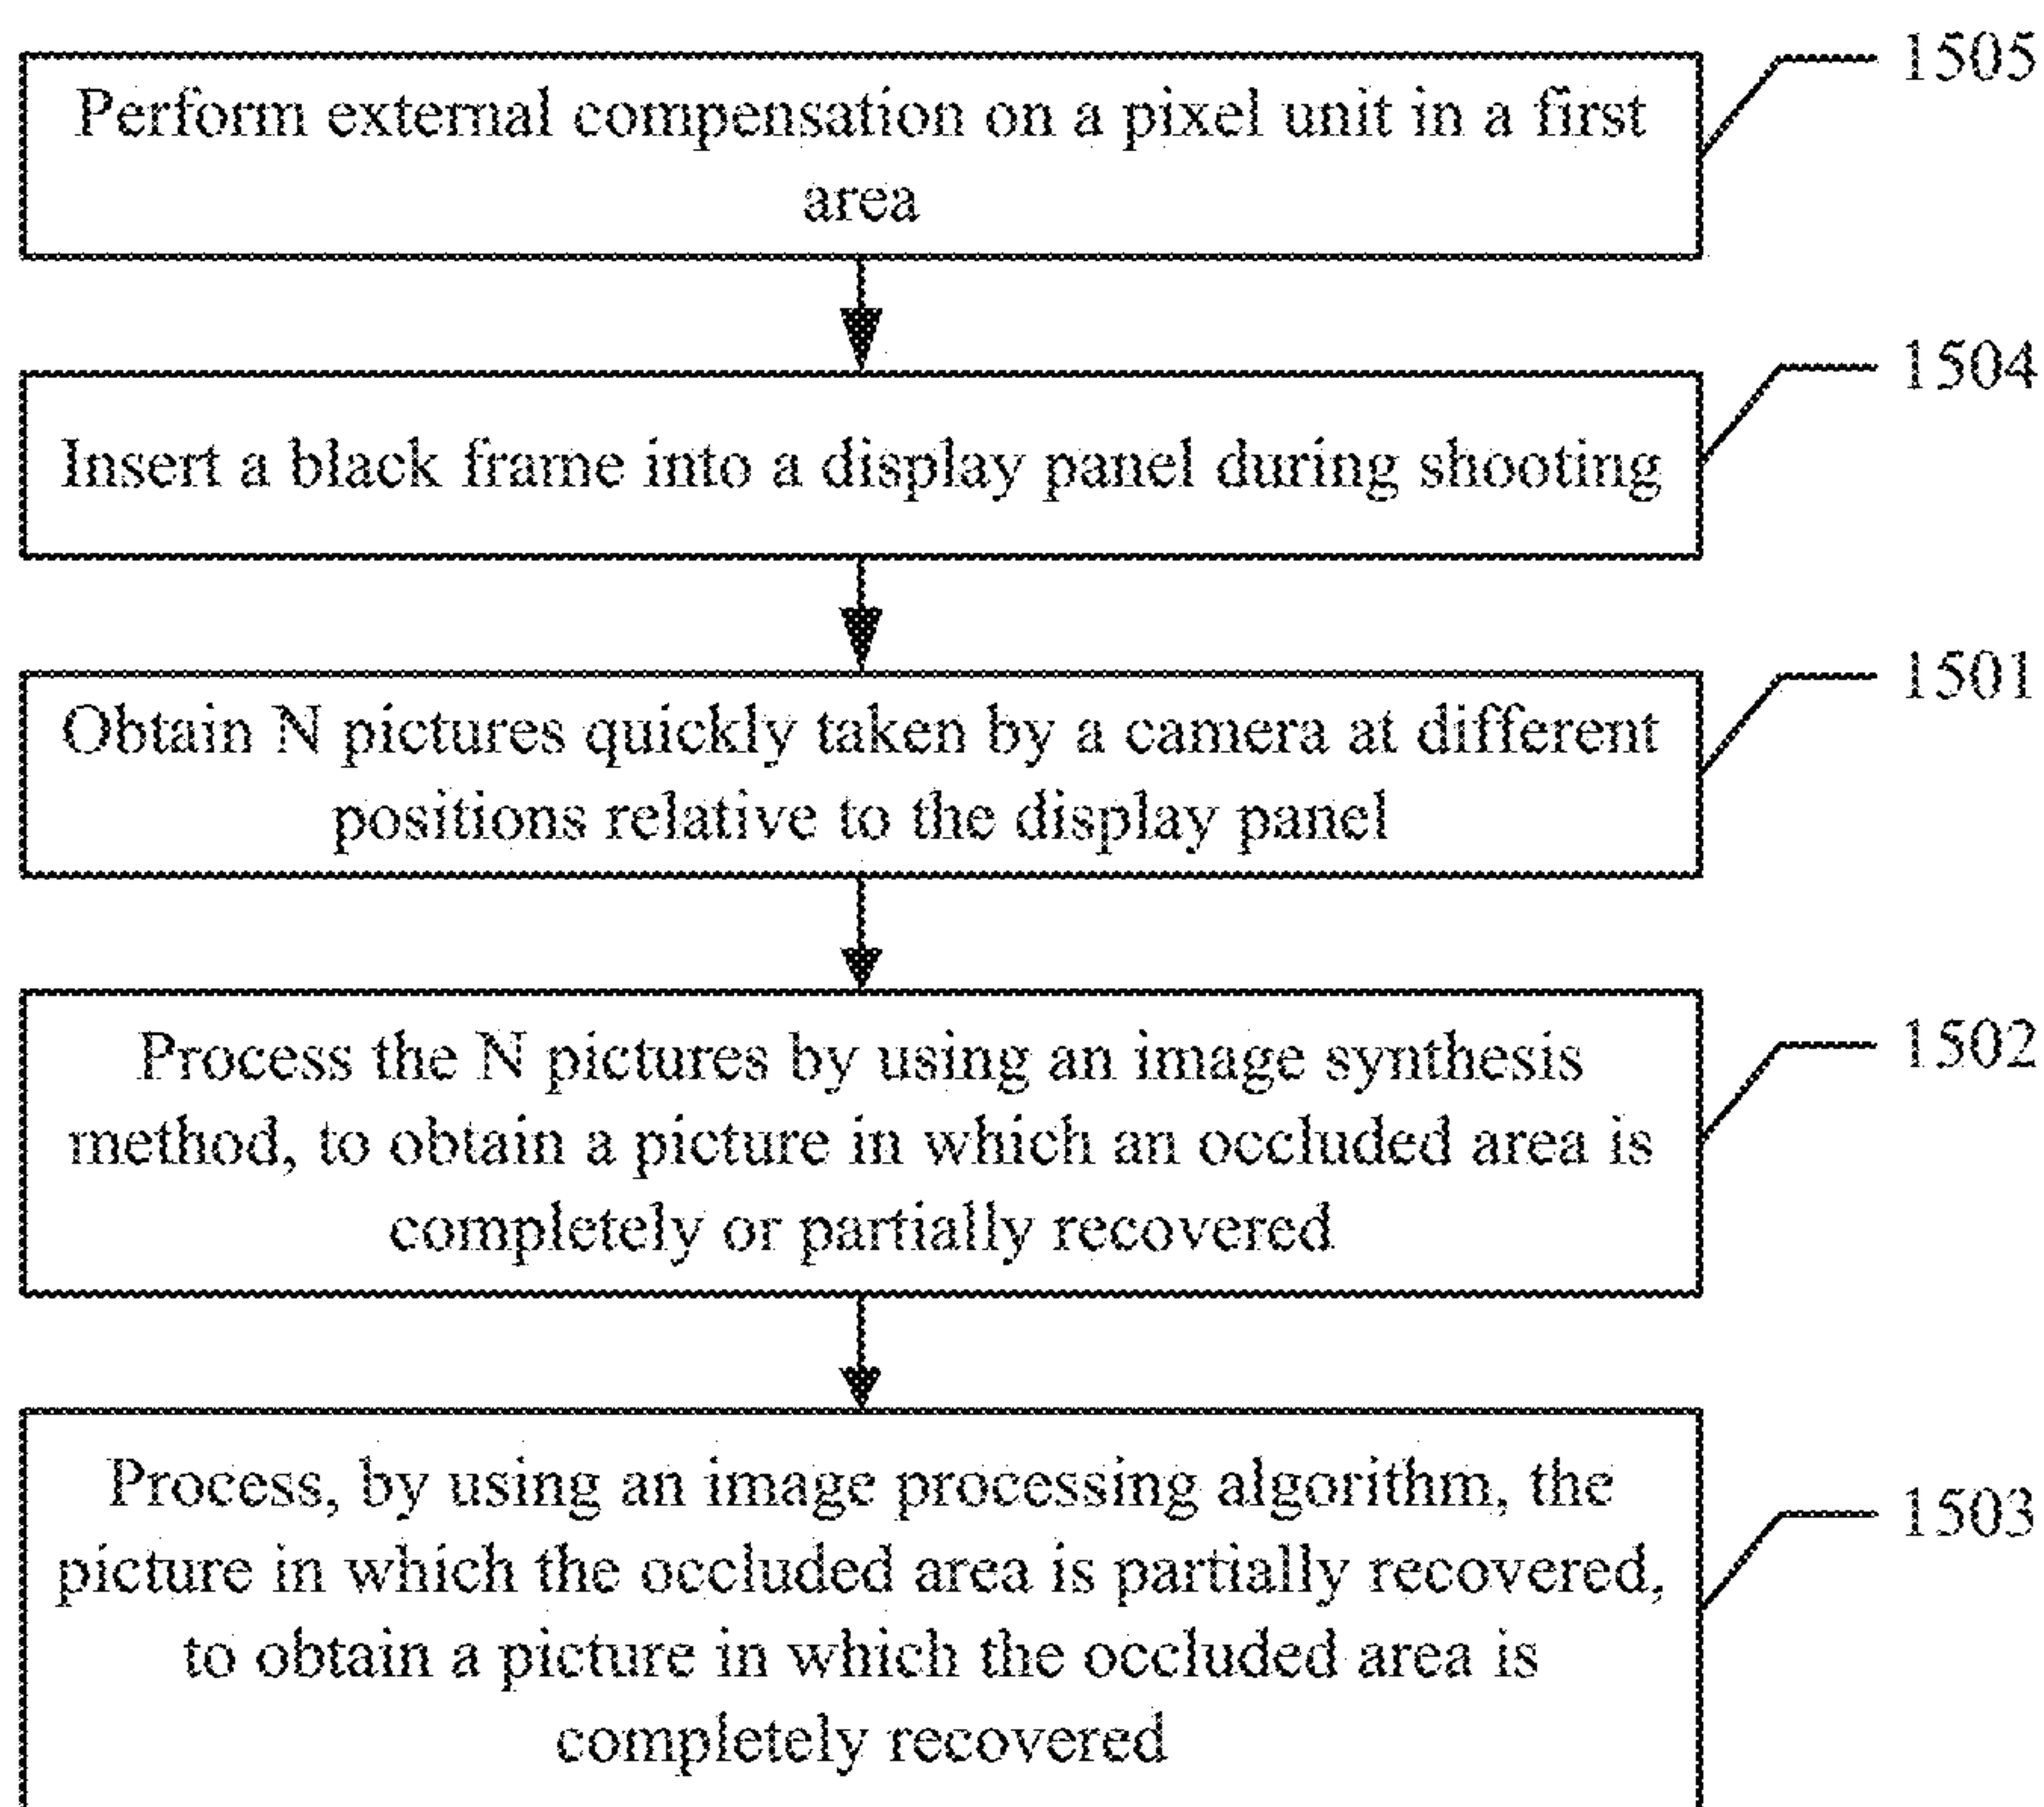 1505
Perform external compensation on a pixel unit in a first
area
1504
Insert a black frame into a display panel during shooting
1501
Obtain N pictures quickly taken by a camera at different
positions relative to the display panel
1502
Process the N pictures by using an image synthesis
method, to obtain a picture in which an occluded area is
completely or partially recovered
1503
Process, by using an image processing algorithm, the
picture in which the occluded area is partially recovered,
to obtain a picture in which the occluded area is
completely recovered